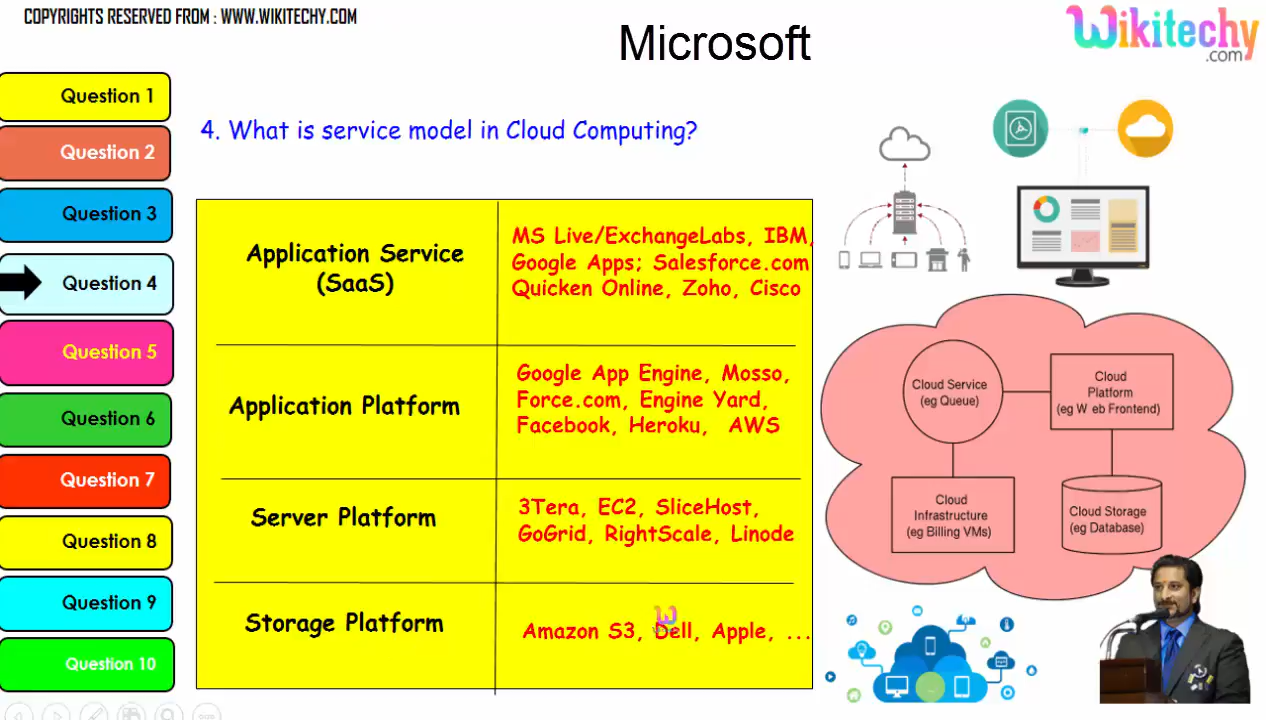 COPYRIGHTS RESERVED FROM : WWW.WIKITECHY.COM
Microsoft
Wikitechy
.com
Question 1
Question 2
Question 3
Question 4
Question 5
Question 6
Question 7
Question 8
Question 9
Question 10
4. What is service model in Cloud Computing?
Application Service
(SaaS)
MS Live/ExchangeLabs, IBM,
Google Apps; Salesforce.com
Quicken Online, Zoho, Cisco
Application Platform
Google App Engine, Mosso,
Force.com, Engine Yard,
Facebook, Heroku, AWS
Server Platform
3Tera, EC2, SliceHost,
GoGrid, RightScale, Linode
Storage Platform
Amazon S3, Dell, Apple, ...
Cloud Service
(eg Queue)
Cloud
Platform
(eg W eb Frontend)
Cloud
Infrastructure
(eg Billing VMs)
Cloud Storage
(eg Database)